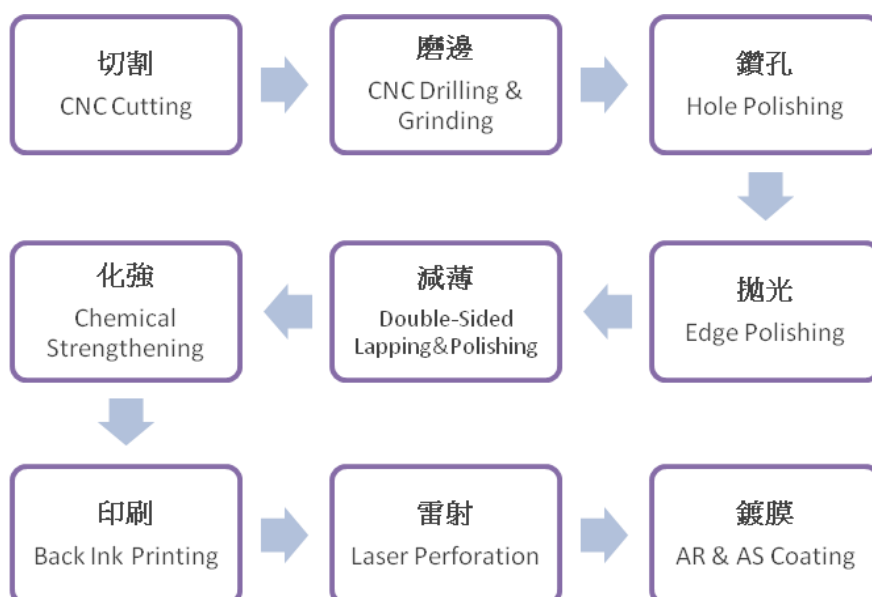 切割
CNC Cutting
磨邊
CNC Drilling &
Grinding
鑽孔
Hole Polishing
拋光
Edge Polishing
減薄
Double-Sided
Lapping&Polishing
化強
Chemical
Strengthening
印刷
Back Ink Printing
雷射
Laser Perforation
鍍膜
AR & AS Coating